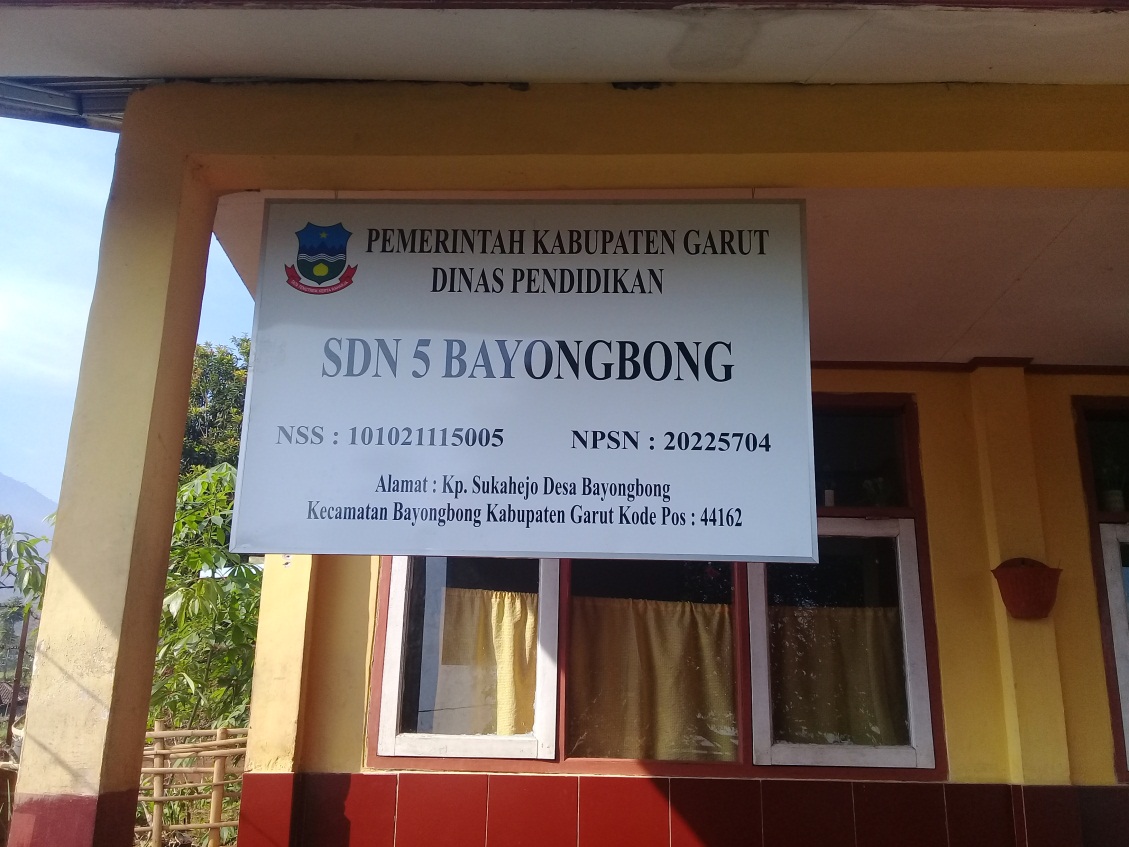 PEMERINTAH KABUPATEN GARUT
DINAS PENDIDIKAN
SDN 5 BAYONGBONG
NSS : 101021115005 NPSN : 20225704
Alamat : Kp. Sukahejo Desa Bayongbong
Kecamatan Bayongbong Kabupaten Garut Kode Pos : 44162